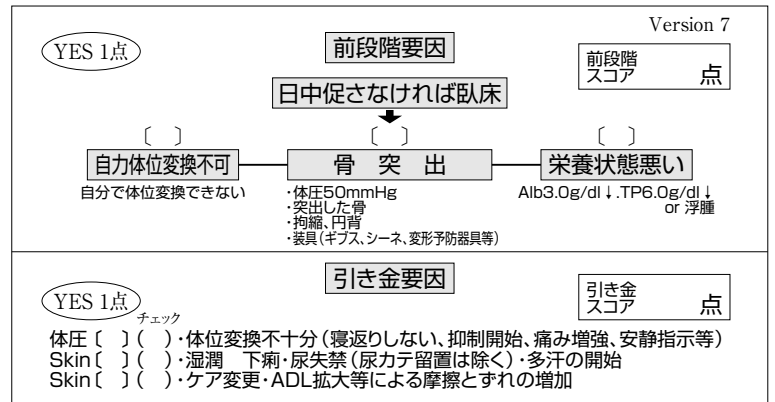 Version 7
YES 1点
前段階要因
前段階
スコア 点
日中促さなければ臥床
〔 〕 〔 〕 〔 〕
自力体位変換不可 骨 突 出 栄養状態悪い
自分で体位変換できない
・体圧50mmHg
・突出した骨
・拘縮、円背
・装具(ギプス、シーネ、変形予防器具等)
Alb3.0g/dl↓.TP6.0g/dl↓
or 浮腫
引き金要因
YES 1点
引き金
スコア 点
チェック
体圧〔 〕( )・体位変換不十分(寝返りしない、抑制開始、痛み増強、安静指示等)
Skin〔 〕( )・湿潤 下痢・尿失禁(尿カテ留置は除く)・多汗の開始
Skin〔 〕( )・ケア変更・ADL拡大等による摩擦とずれの増加